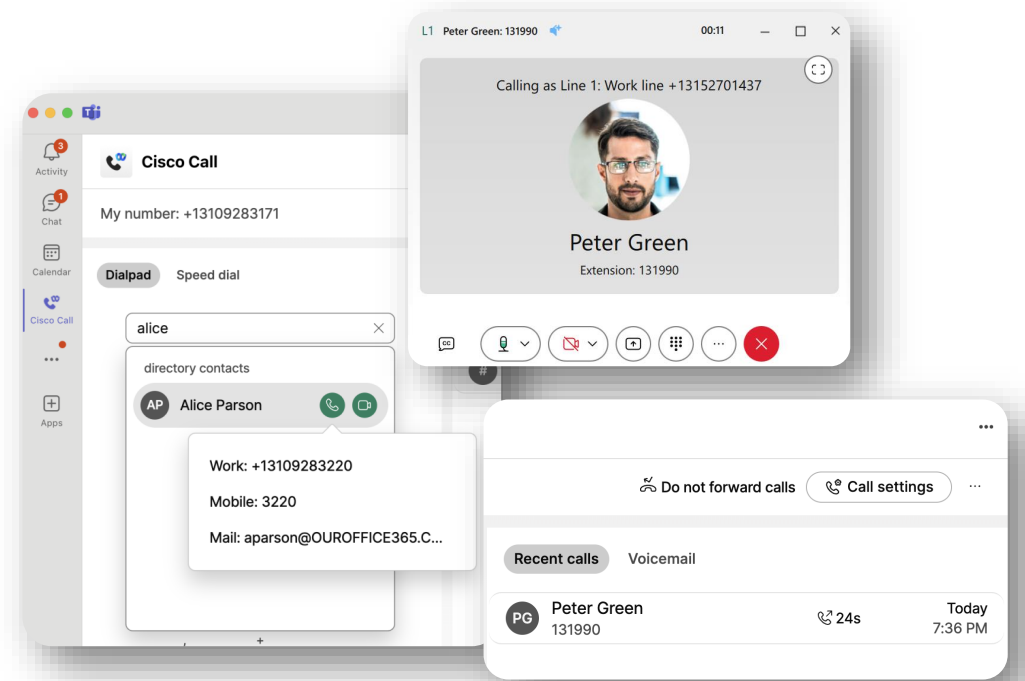 L1 Peter Green: 131990
00:11
Calling as Line 1: Work line +13152701437
Peter Green
Extension: 131990
CC
...
3
Activity
1
Chat
Calendar
Cisco Call
...
Apps
Cisco Call
My number: +13109283171
Dialpad Speed dial
alice
directory contacts
AP Alice Parson
Work: +13109283220
Mobile: 3220
Mail: aparson@OUROFFICE365.C...
+
#
...
Do not forward calls Call settings ...
Recent calls Voicemail
PG Peter Green 24s Today
131990 7:36 PM